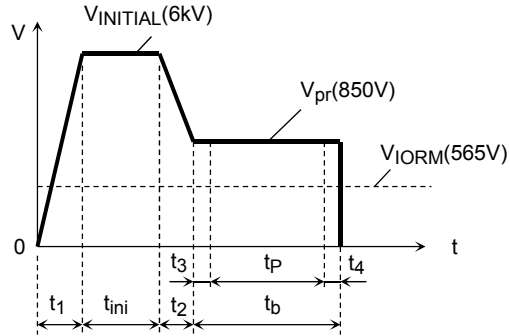 VINITIAL(6kV)
V
Vpr(850V)
VIORM(565V)
0
t
t3
tP
t4
t1
tini
t2
tb